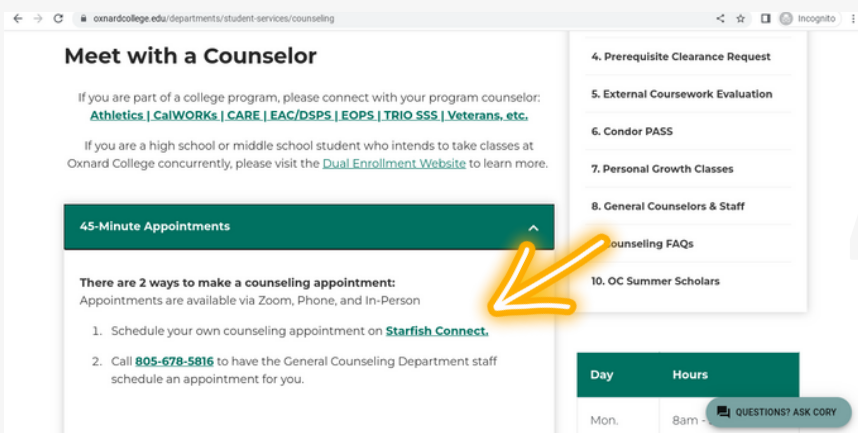 oxnardcollege.edu/departments/student-services/counseling
Incognito
Meet with a Counselor
If you are part of a college program, please connect with your program counselor:
Athletics | CalWORKs | CARE | EAC/DSPS | EOPS | TRIO SSS | Veterans, etc.
If you are a high school or middle school student who intends to take classes at
Oxnard College concurrently, please visit the Dual Enrollment Website to learn more.
45-Minute Appointments
There are 2 ways to make a counseling appointment:
Appointments are available via Zoom, Phone, and In-Person
1. Schedule your own counseling appointment on Starfish Connect.
2. Call 805-678-5816 to have the General Counseling Department staff
schedule an appointment for you.
4. Prerequisite Clearance Request
5. External Coursework Evaluation
6. Condor PASS
7. Personal Growth Classes
8. General Counselors & Staff
FAQs
10. OC Summer Scholars
Day Hours
Mon. 8am -
QUESTIONS? ASK CORY